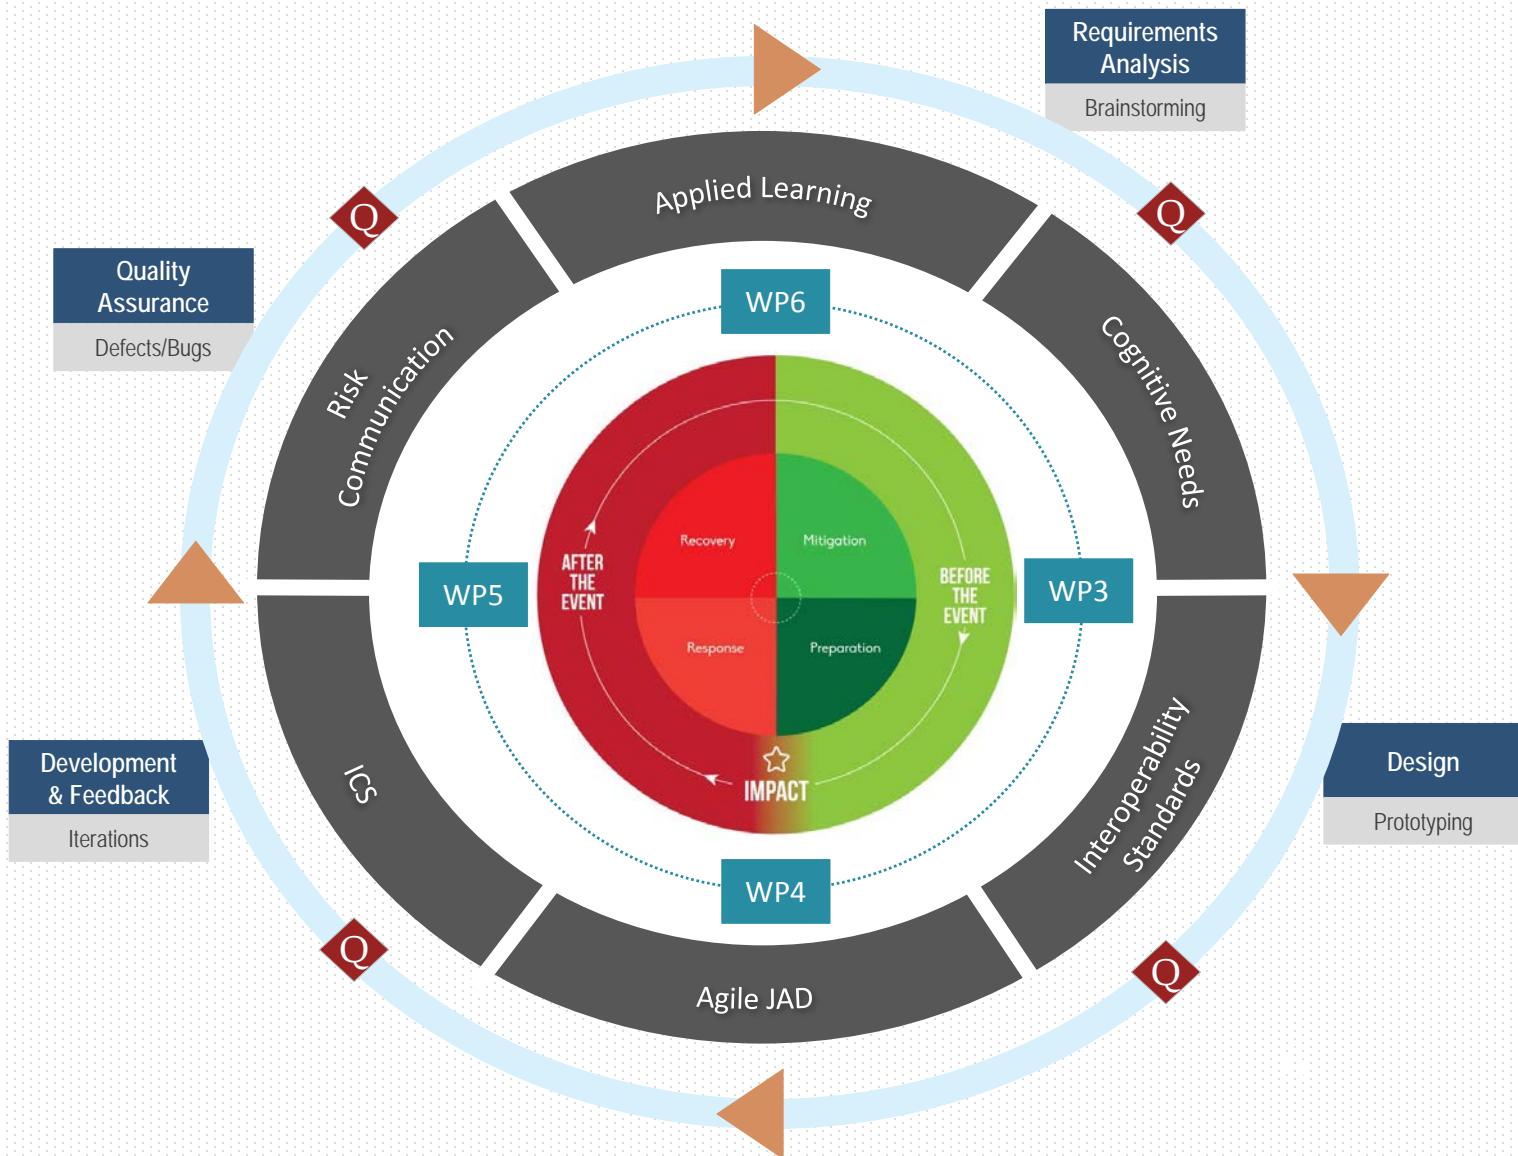 Requirements
Analysis
Brainstorming
Q
Q
Applied Learning
Quality
Assurance
Defects/Bugs
WP6
Risk
Communication
Cognitive Needs
Recovery
Mitigation
AFTER
THE
EVENT
BEFORE
THE
EVENT
WP5
WP3
Response
Preparation
IMPACT
Development
& Feedback
Iterations
ICS
Interoperability
Standards
Design
Prototyping
WP4
Q
Q
Agile JAD